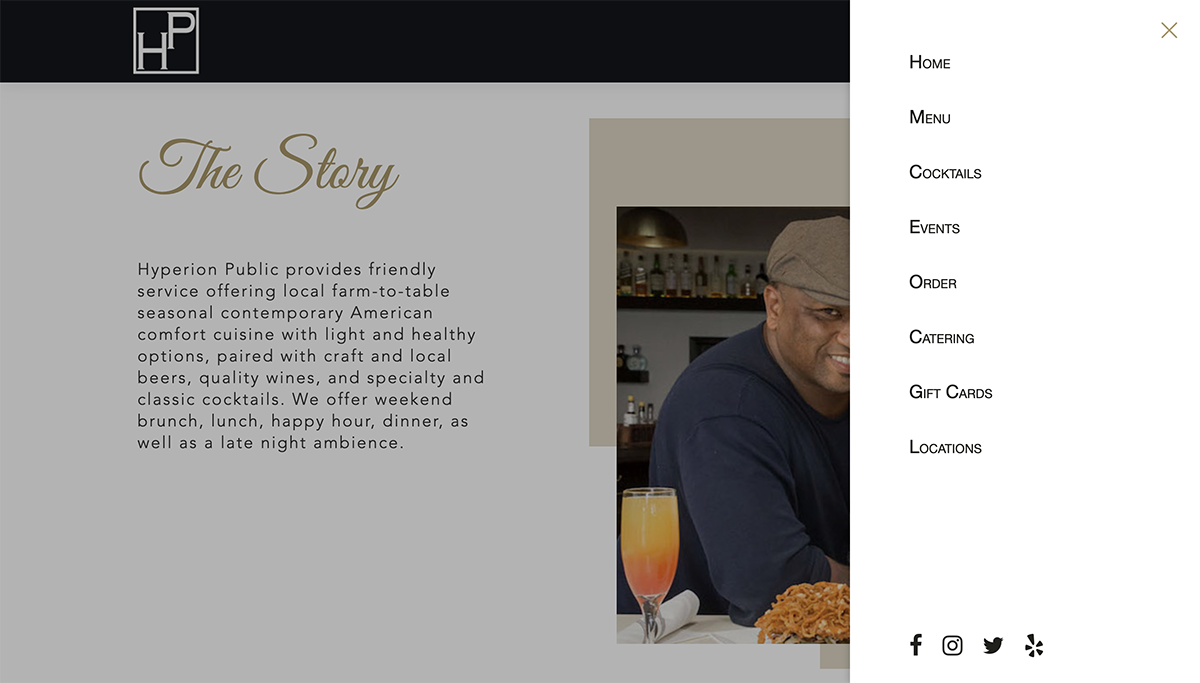 HP
The Story
Hyperion Public provides friendly
service offering local farm-to-table
seasonal contemporary American
comfort cuisine with light and healthy
options, paired with craft and local
beers, quality wines, and specialty and
classic cocktails. We offer weekend
brunch, lunch, happy hour, dinner, as
well as a late night ambience.
Home
Menu
Cocktails
Events
Order
Catering
Gift Cards
Locations